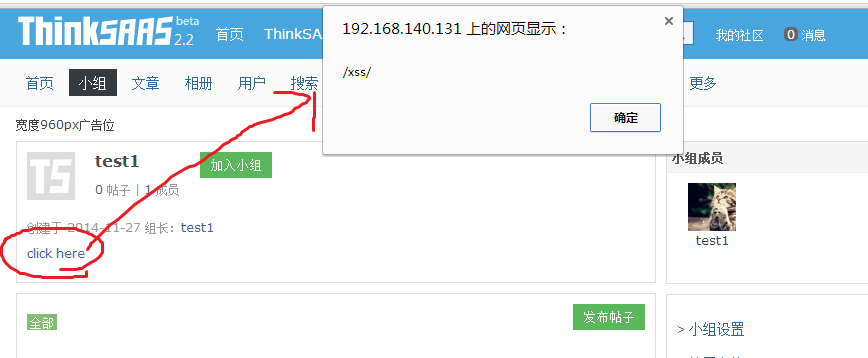 ThinkSAAS beta 2.2
首页 ThinkSA
我的社区 0 消息
192.168.140.131 上的网页显示：
/xss/
确定
首页 小组 文章 相册 用户 搜索 更多
宽度960px广告位
TS
test1
加入小组
0 帖子 | 1 成员
创建于 2014-11-27 组长：test1
click here
小组成员
test1
全部
发布帖子
> 小组设置